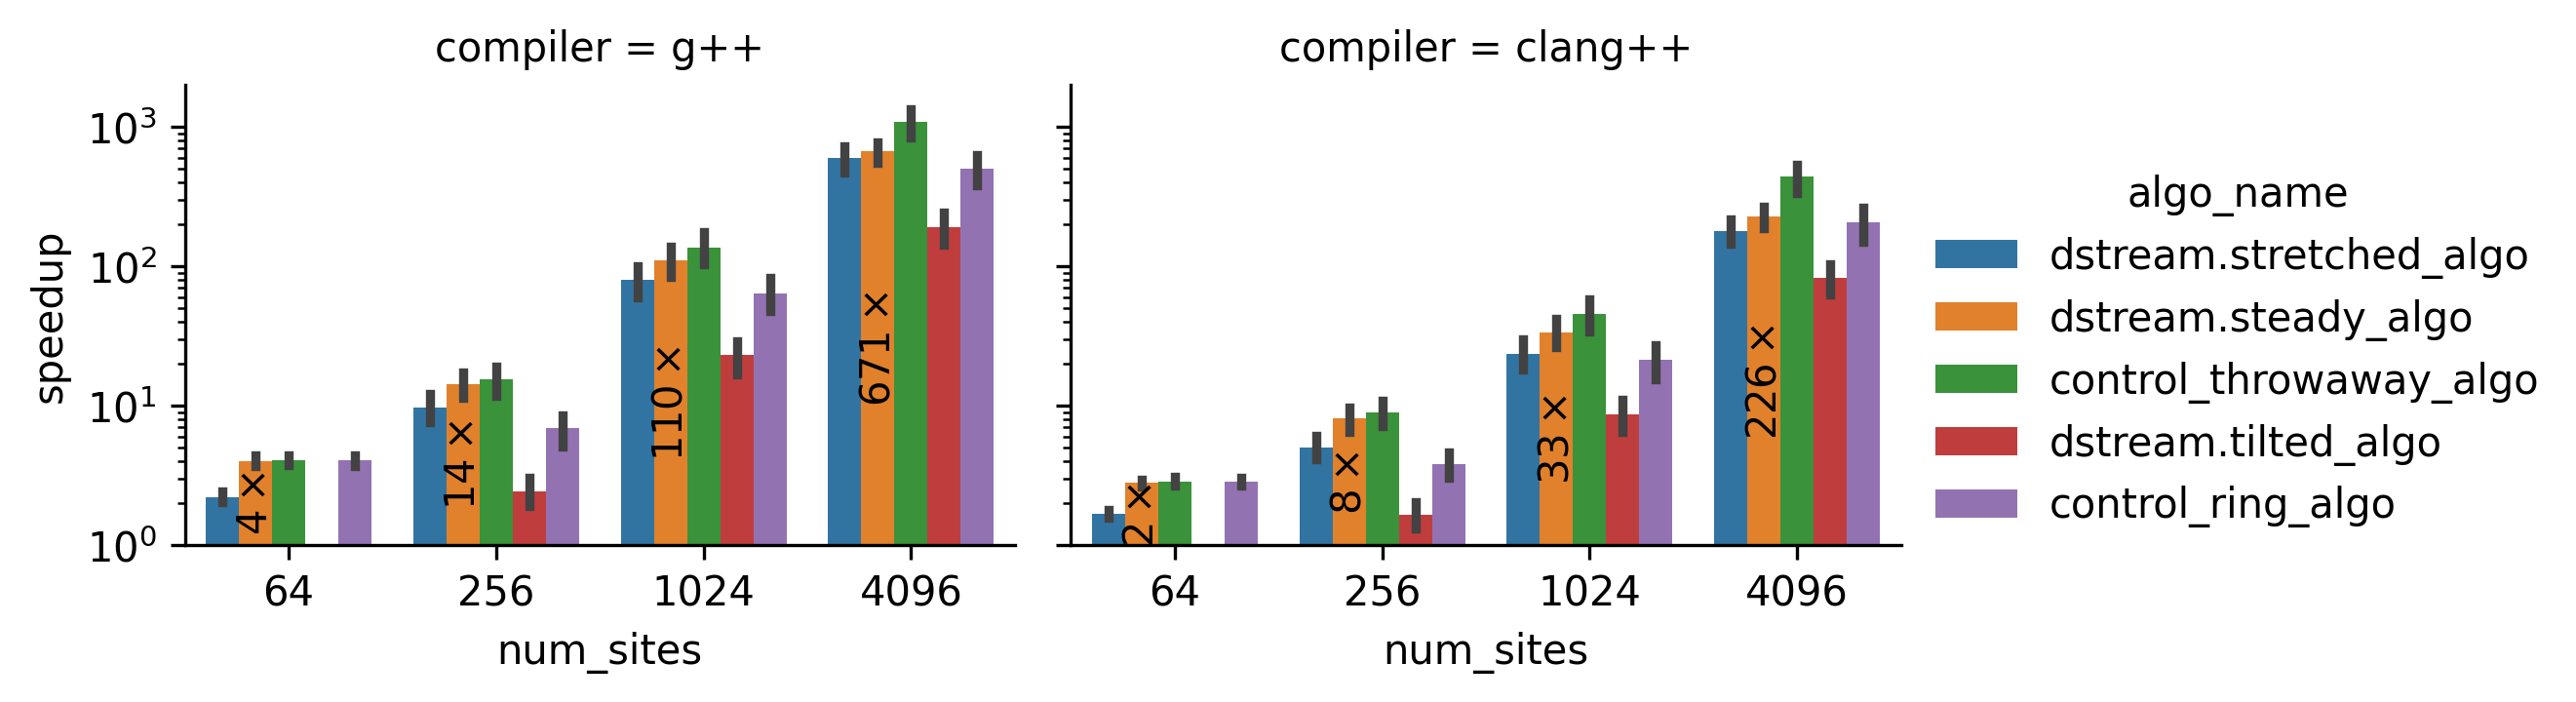 compiler = g++
compiler = clang++
speedup
10³
10²
10¹
10⁰
4×
14×
110×
671×
2×
8×
33×
226×
64
256
1024
4096
64
256
1024
4096
num_sites
num_sites
algo_name
dstream.stretched_algo
dstream.steady_algo
control_throwaway_algo
dstream.tilted_algo
control_ring_algo